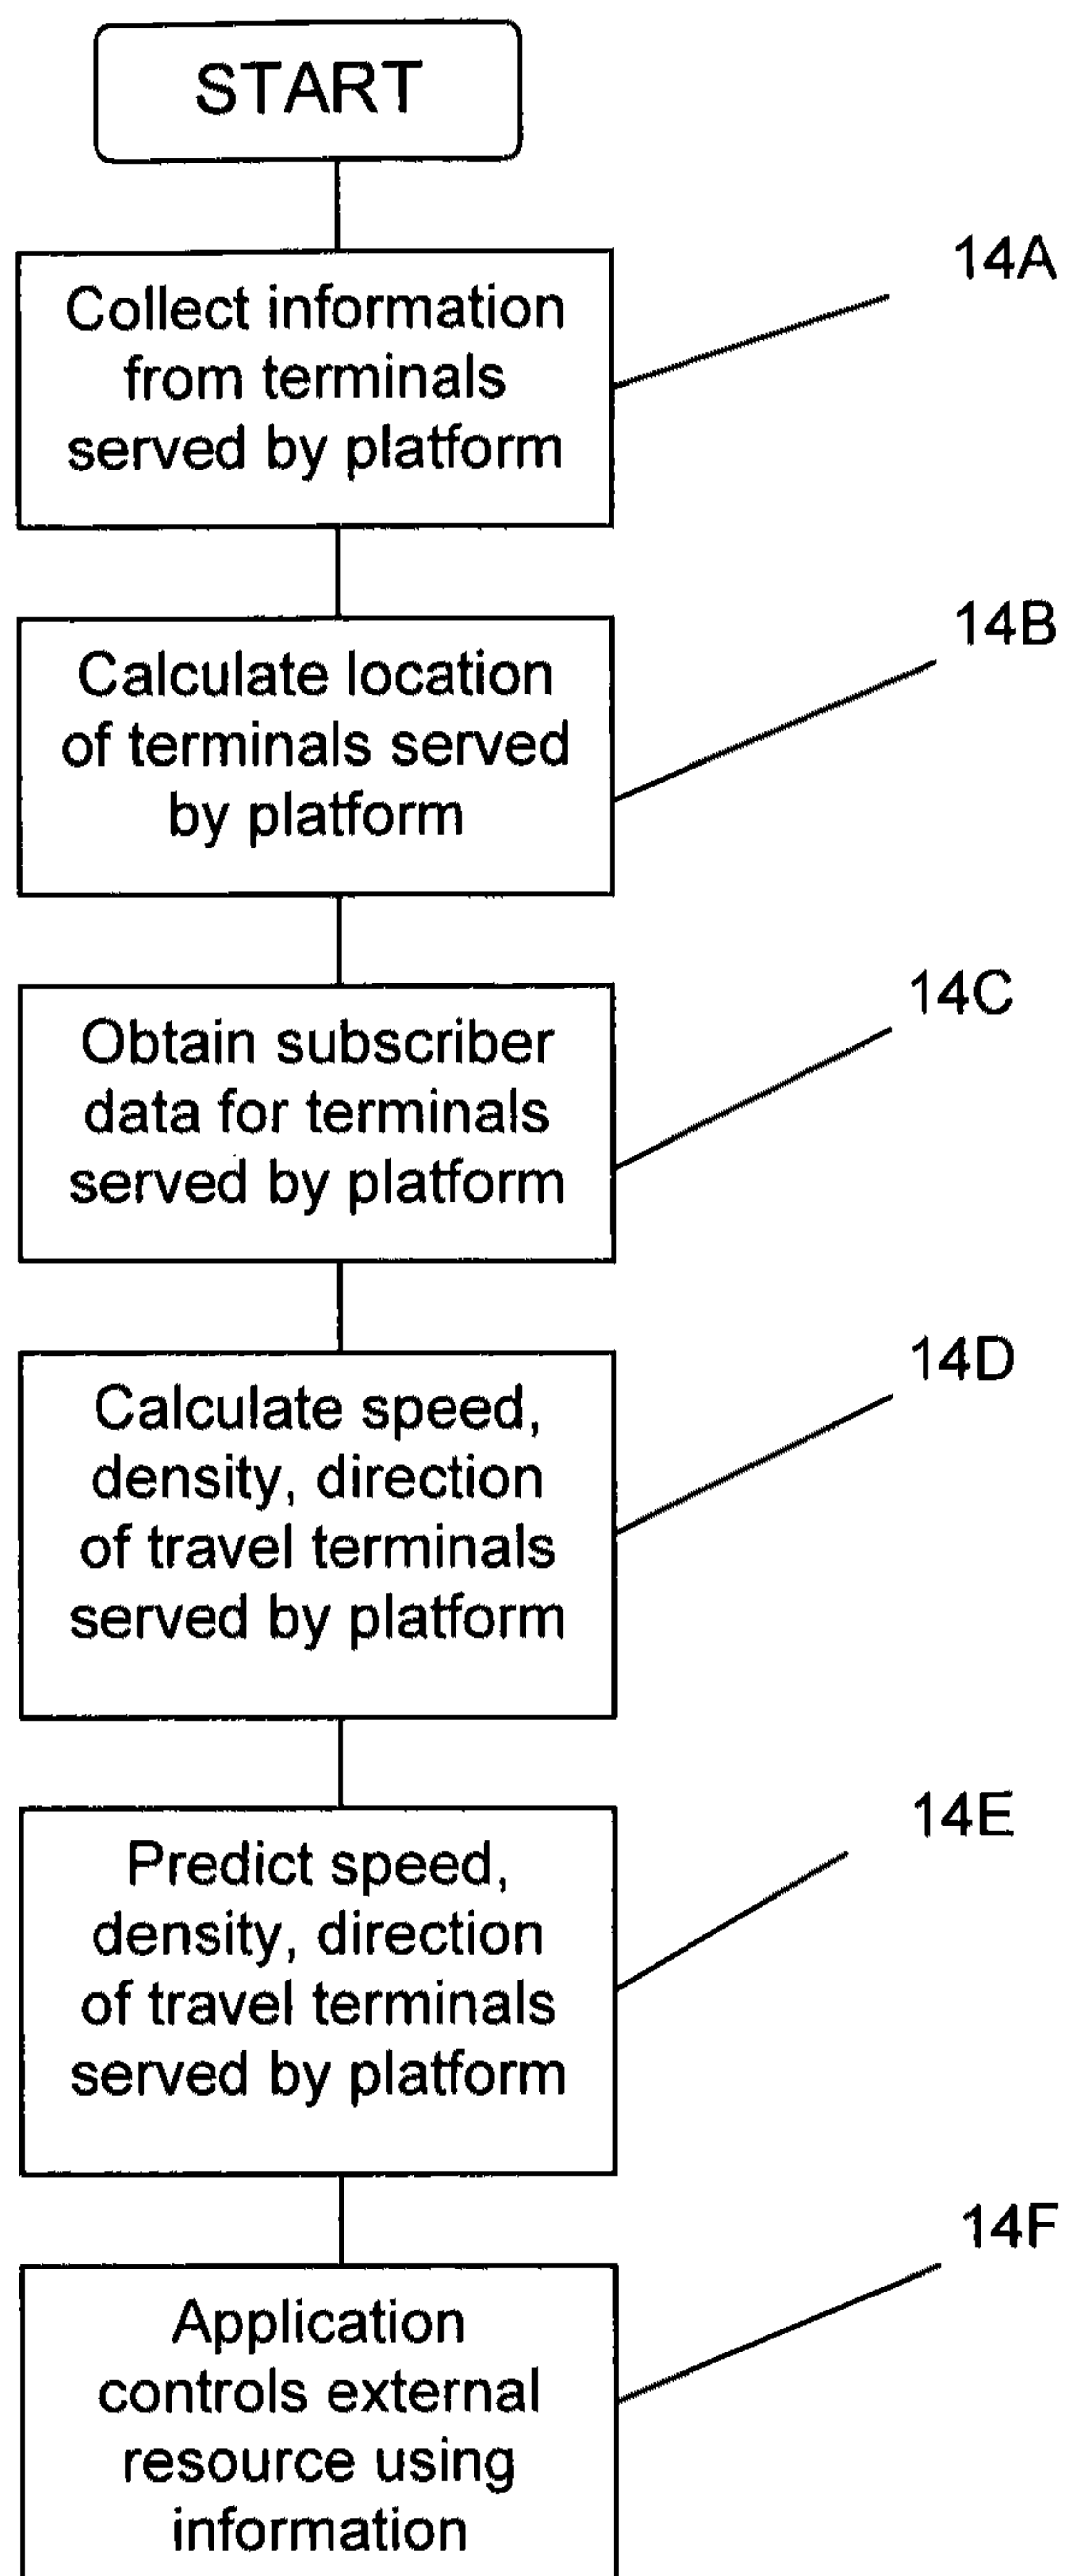 START
14A
Collect information
from terminals
served by platform
14B
Calculate location
of terminals served
by platform
14C
Obtain subscriber
data for terminals
served by platform
14D
Calculate speed,
density, direction
of travel terminals
served by platform
14E
Predict speed,
density, direction
of travel terminals
served by platform
14F
Application
controls external
resource using
information